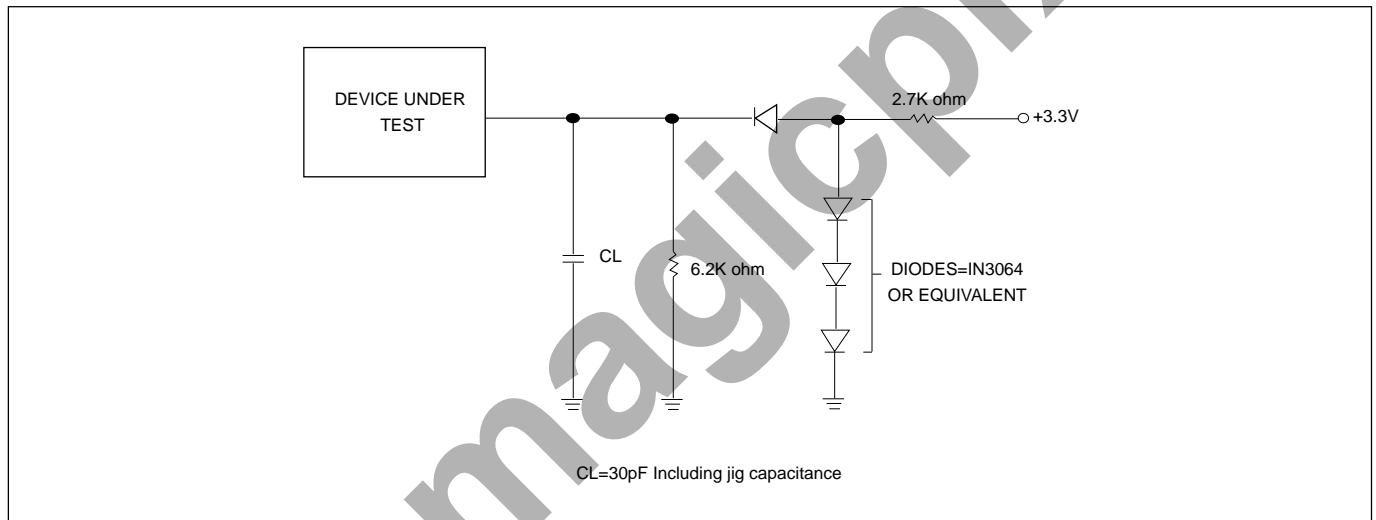 DEVICE UNDER
TEST
2.7K ohm
+3.3V
CL
6.2K ohm
DIODES=IN3064
OR EQUIVALENT
CL=30pF Including jig capacitance